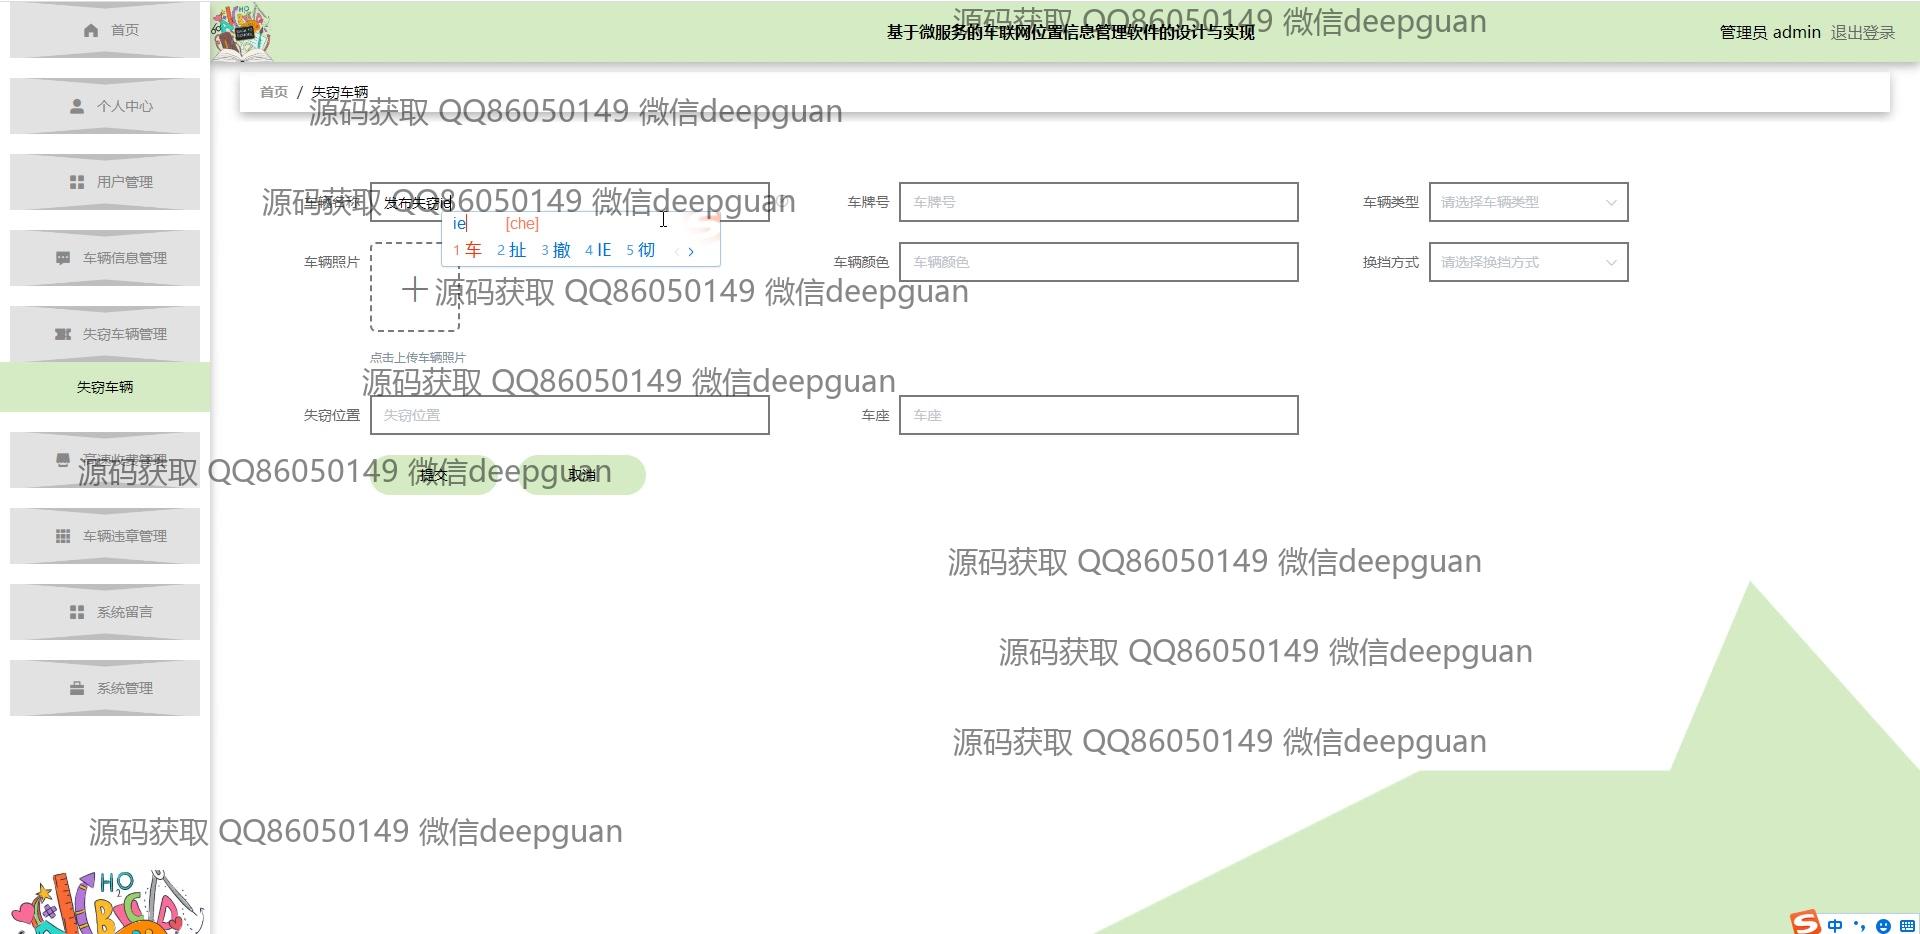 首页
源码获取 QQ86050149 微信deepguan
基于微服务的车联网位置信息管理软件的设计与实现
管理员 admin 退出登录
首页 / 失窃车辆
源码获取 QQ86050149 微信deepguan
个人中心
用户管理
源码获取 QQ86050149 微信deepguan
车辆名称
发布失窃ie
车牌号
车牌号
车辆类型
请选择车辆类型
ie [che]
1 车 2 扯 3 撤 4 IE 5 彻
车辆信息管理
车辆照片
车辆颜色
车辆颜色
换挡方式
请选择换挡方式
源码获取 QQ86050149 微信deepguan
失窃车辆管理
点击上传车辆照片
源码获取 QQ86050149 微信deepguan
失窃车辆
失窃位置
失窃位置
车座
车座
高速收费管理
源码获取 QQ86050149 微信deepguan
提交
取消
车辆违章管理
源码获取 QQ86050149 微信deepguan
系统留言
源码获取 QQ86050149 微信deepguan
系统管理
源码获取 QQ86050149 微信deepguan
源码获取 QQ86050149 微信deepguan
HO
2
BCD
中